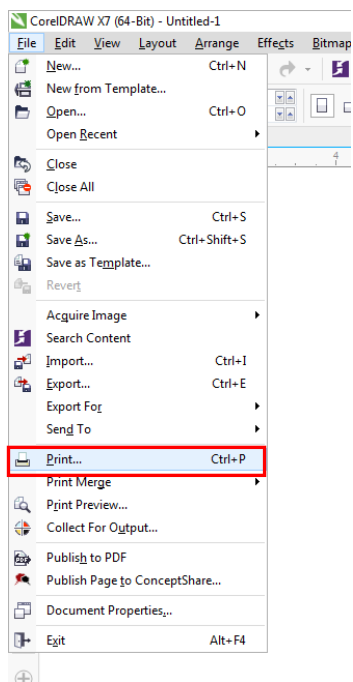 CorelDRAW X7 (64-Bit) - Untitled-1
File Edit View Layout Arrange Effects Bitmap
New... Ctrl+N
New from Template...
Open... Ctrl+O
Open Recent
Close
Close All
Save... Ctrl+S
Save As... Ctrl+Shift+S
Save as Template...
Revert
Acquire Image
Search Content
Import... Ctrl+I
Export... Ctrl+E
Export For
Send To
Print... Ctrl+P
Print Merge
Print Preview...
Collect For Output...
Publish to PDF
Publish Page to ConceptShare...
Document Properties...
Exit Alt+F4
4